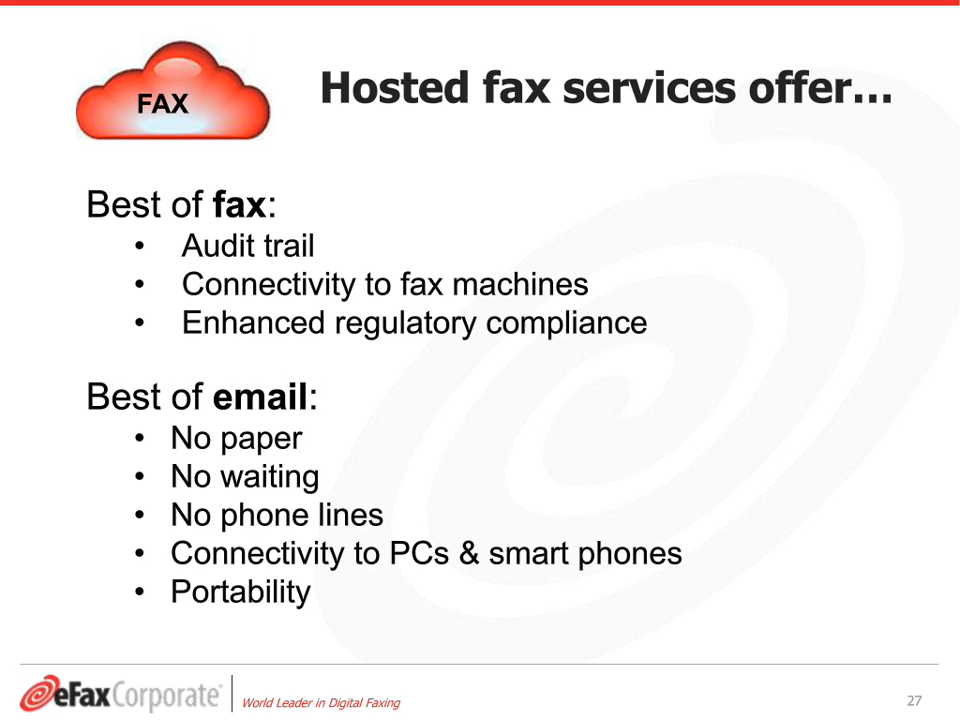 FAX
Hosted fax services offer…
Best of fax:
• Audit trail
• Connectivity to fax machines
• Enhanced regulatory compliance
Best of email:
• No paper
• No waiting
• No phone lines
• Connectivity to PCs & smart phones
• Portability
eFaxCorporate®
World Leader in Digital Faxing
27